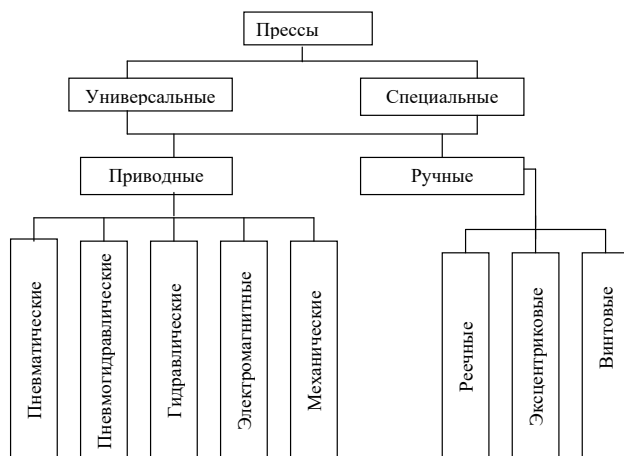 Прессы
Универсальные
Специальные
Приводные
Ручные
Пневматические
Пневмогидравлические
Гидравлические
Электромагнитные
Механические
Реечные
Эксцентриковые
Винтовые